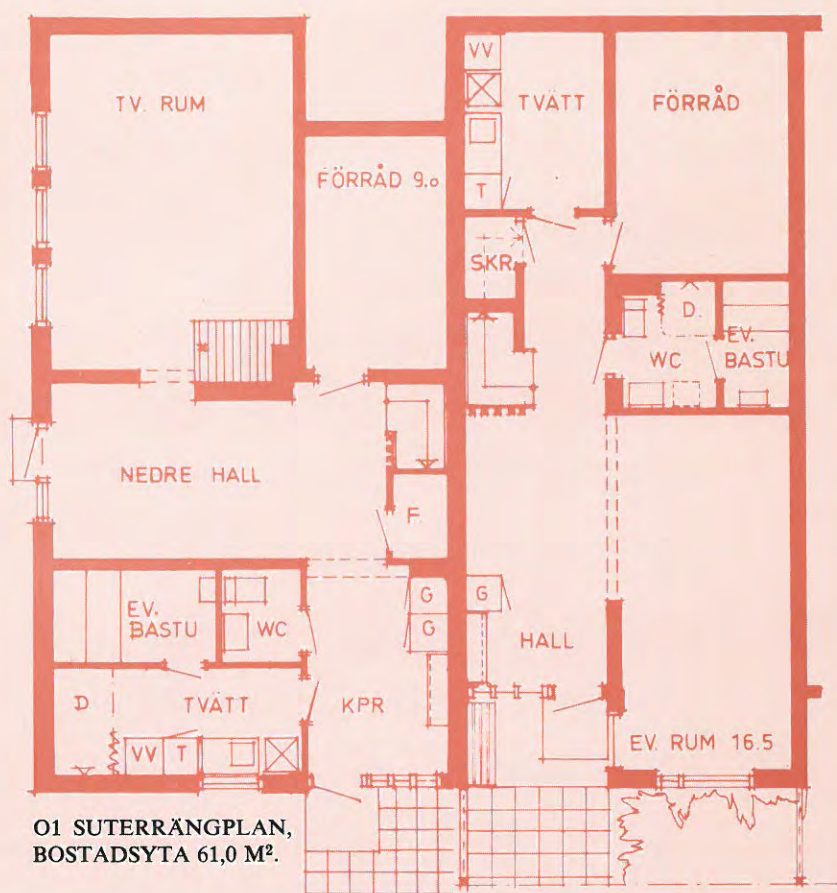 TV. RUM
FÖRRÅD 9.0
VV
TVÄTT
T
FÖRRÅD
SKR.
D.
WC
EV.
BASTU
NEDRE HALL
F.
EV.
BASTU
WC
G
G
G
HALL
D
TVÄTT
VV
T
KPR
EV. RUM 16.5
O1 SUTERRÄNGPLAN,
BOSTADSYTA 61,0 M².